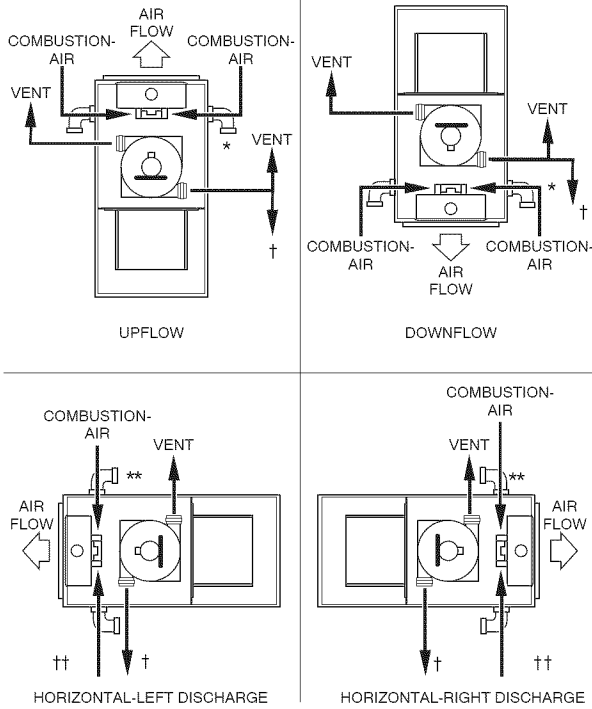 AIR
FLOW
COMBUSTION-
AIR
COMBUSTION-
AIR
VENT
*
VENT
†
UPFLOW
VENT
VENT
*
†
COMBUSTION-
AIR
COMBUSTION-
AIR
AIR
FLOW
DOWNFLOW
COMBUSTION-
AIR
VENT
**
AIR
FLOW
††
†
HORIZONTAL-LEFT DISCHARGE
COMBUSTION-
AIR
VENT
**
AIR
FLOW
†
††
HORIZONTAL-RIGHT DISCHARGE